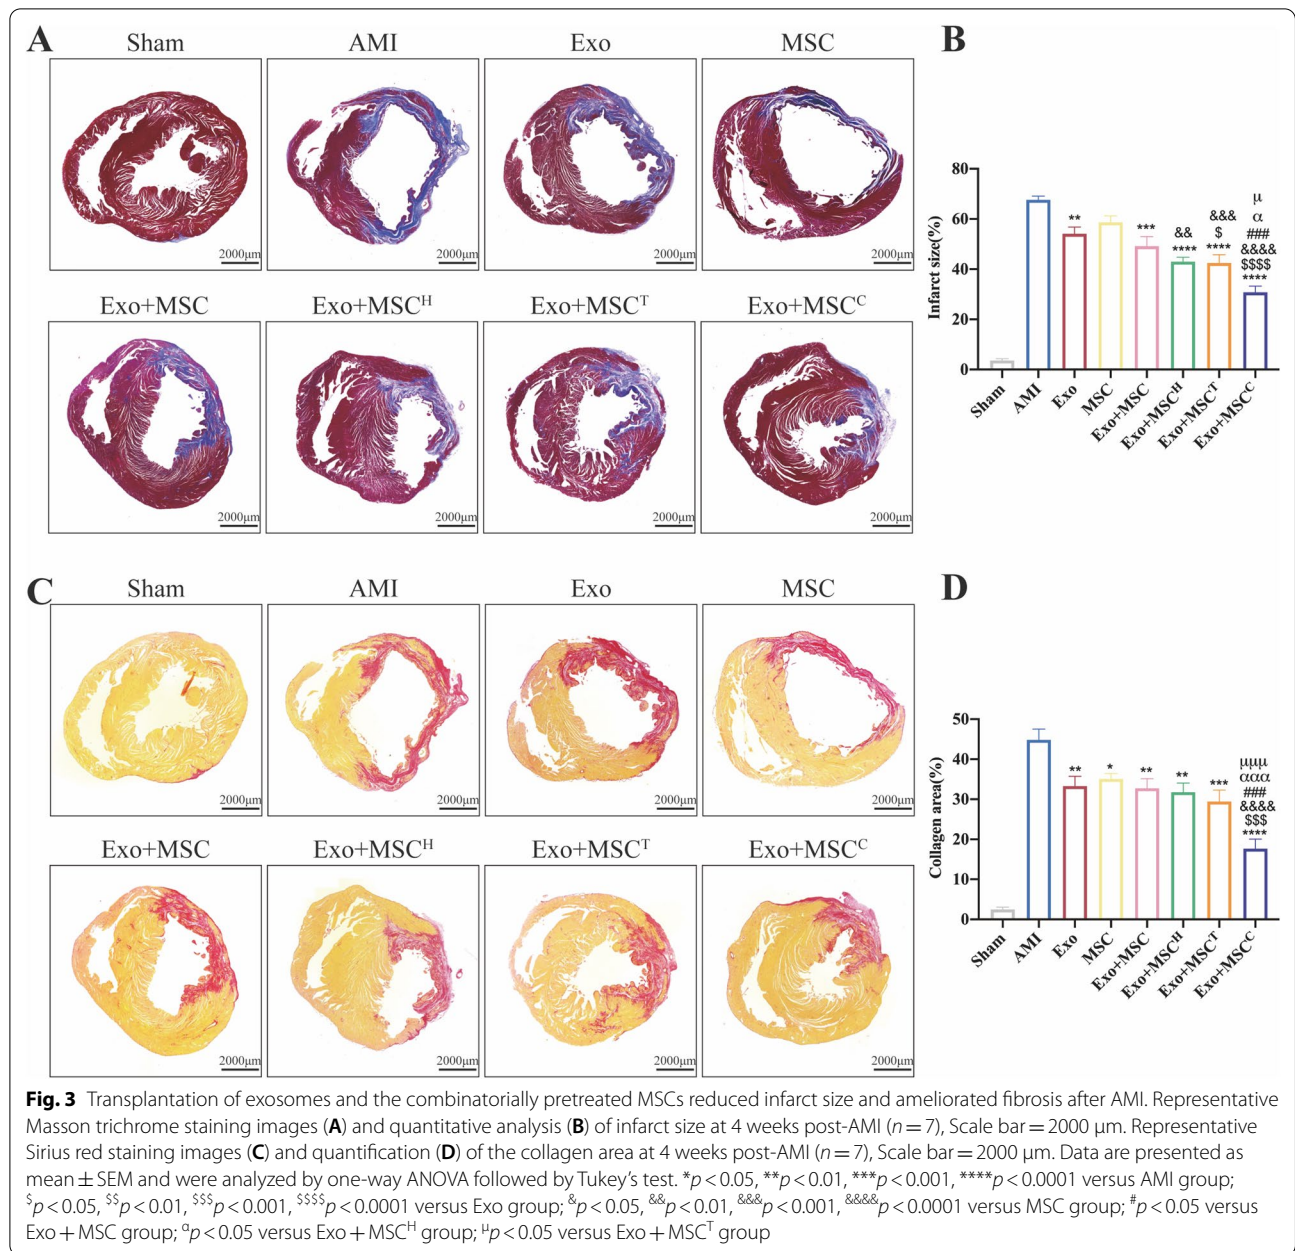 A
Sham
AMI
Exo
MSC
2000μm
2000μm
2000μm
2000μm
Exo+MSC
Exo+MSCᴴ
Exo+MSCᵀ
Exo+MSCᶜ
2000μm
2000μm
2000μm
2000μm
B
Infarct size(%)
80
60
40
20
0
**
***
&&
****
&&&
$
****
μ
α
###
&&&&
$$$$
****
Sham
AMI
Exo
MSC
Exo+MSC
Exo+MSCᴴ
Exo+MSCᵀ
Exo+MSCᶜ
C
Sham
AMI
Exo
MSC
2000μm
2000μm
2000μm
2000μm
Exo+MSC
Exo+MSCᴴ
Exo+MSCᵀ
Exo+MSCᶜ
2000μm
2000μm
2000μm
2000μm
D
Collagen area(%)
50
40
30
20
10
0
**
*
**
**
***
μμμ
ααα
###
&&&&
$$$
****
Sham
AMI
Exo
MSC
Exo+MSC
Exo+MSCᴴ
Exo+MSCᵀ
Exo+MSCᶜ
Fig. 3 Transplantation of exosomes and the combinatorially pretreated MSCs reduced infarct size and ameliorated fibrosis after AMI. Representative
Masson trichrome staining images (A) and quantitative analysis (B) of infarct size at 4 weeks post-AMI (n = 7), Scale bar = 2000 μm. Representative
Sirius red staining images (C) and quantification (D) of the collagen area at 4 weeks post-AMI (n = 7), Scale bar = 2000 μm. Data are presented as
mean ± SEM and were analyzed by one-way ANOVA followed by Tukey's test. *p < 0.05, **p < 0.01, ***p < 0.001, ****p < 0.0001 versus AMI group;
$p < 0.05, $$p < 0.01, $$$p < 0.001, $$$$p < 0.0001 versus Exo group; &p < 0.05, &&p < 0.01, &&&p < 0.001, &&&&p < 0.0001 versus MSC group; #p < 0.05 versus
Exo + MSC group; αp < 0.05 versus Exo + MSCᴴ group; μp < 0.05 versus Exo + MSCᵀ group